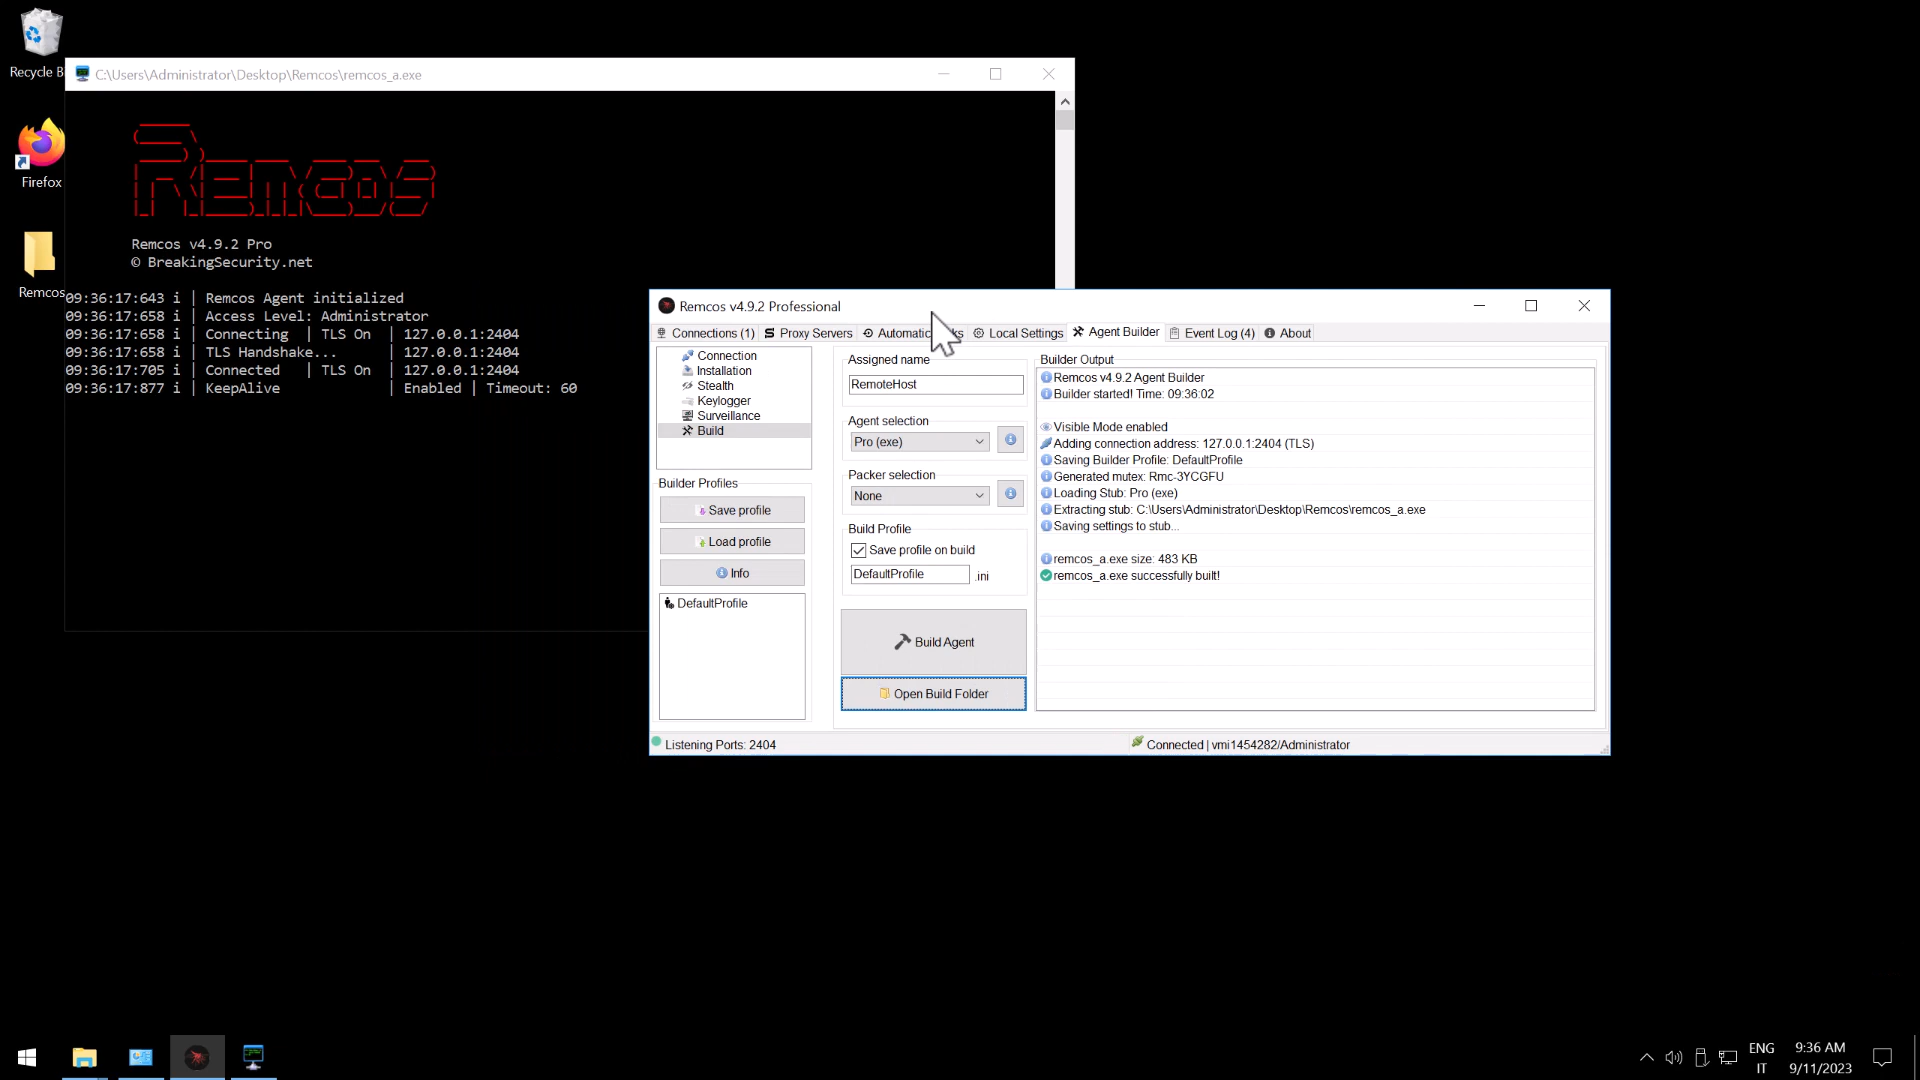 Recycle B
Firefox
Remcos
C:\Users\Administrator\Desktop\Remcos\remcos_a.exe
Remcos
Remcos v4.9.2 Pro
© BreakingSecurity.net
09:36:17:643 i | Remcos Agent initialized
09:36:17:658 i | Access Level: Administrator
09:36:17:658 i | Connecting | TLS On | 127.0.0.1:2404
09:36:17:658 i | TLS Handshake... | 127.0.0.1:2404
09:36:17:705 i | Connected | TLS On | 127.0.0.1:2404
09:36:17:877 i | KeepAlive | Enabled | Timeout: 60
Remcos v4.9.2 Professional
Connections (1) Proxy Servers Automatic ks Local Settings Agent Builder Event Log (4) About
Connection
Installation
Stealth
Keylogger
Surveillance
Build
Builder Profiles
Save profile
Load profile
Info
DefaultProfile
Assigned name
RemoteHost
Agent selection
Pro (exe)
Packer selection
None
Build Profile
Save profile on build
DefaultProfile .ini
Build Agent
Open Build Folder
Builder Output
Remcos v4.9.2 Agent Builder
Builder started! Time: 09:36:02
Visible Mode enabled
Adding connection address: 127.0.0.1:2404 (TLS)
Saving Builder Profile: DefaultProfile
Generated mutex: Rmc-3YCGFU
Loading Stub: Pro (exe)
Extracting stub: C:\Users\Administrator\Desktop\Remcos\remcos_a.exe
Saving settings to stub...
remcos_a.exe size: 483 KB
remcos_a.exe successfully built!
Listening Ports: 2404
Connected | vmi1454282/Administrator
ENG
IT
9:36 AM
9/11/2023